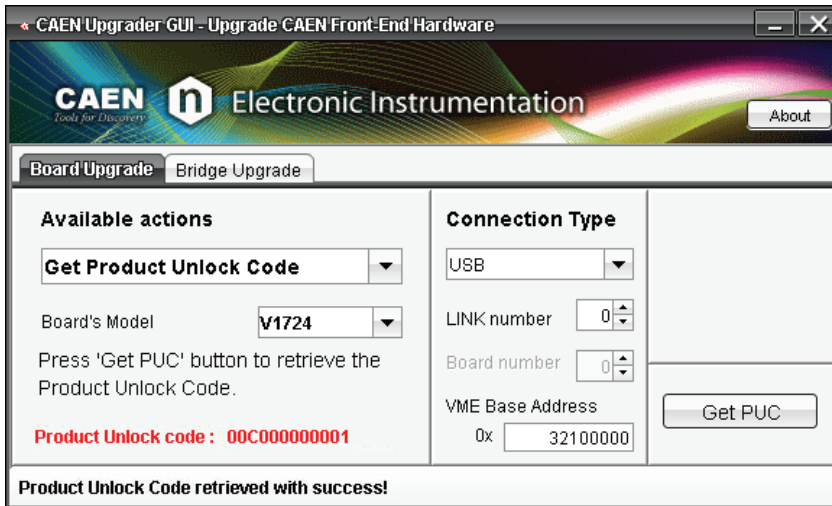 CAEN Upgrader GUI - Upgrade CAEN Front-End Hardware
CAEN n Electronic Instrumentation
Tools for Discovery
About
Board Upgrade Bridge Upgrade
Available actions
Get Product Unlock Code
Board's Model V1724
Press 'Get PUC' button to retrieve the
Product Unlock Code.
Product Unlock code : 00C000000001
Connection Type
USB
LINK number 0
Board number 0
VME Base Address
0x 32100000
Get PUC
Product Unlock Code retrieved with success!